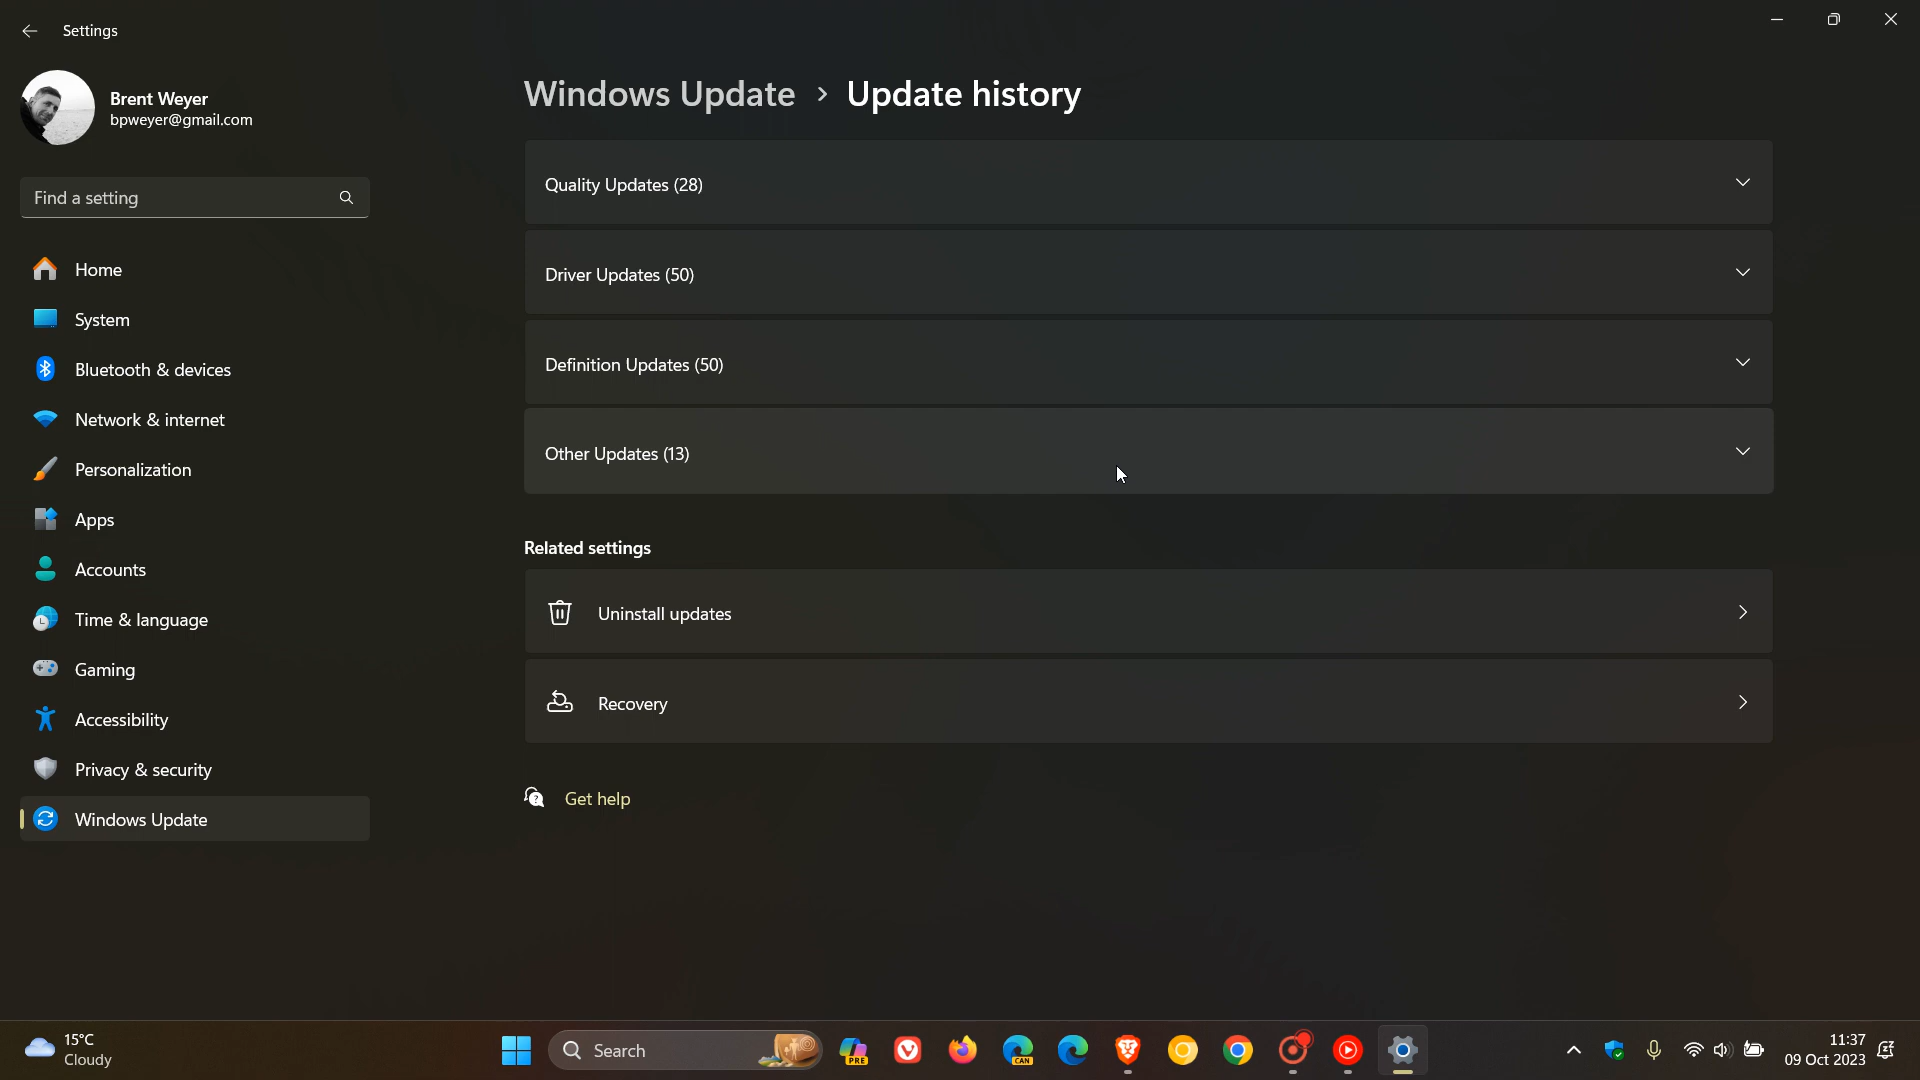 Settings
Brent Weyer
bpweyer@gmail.com
Find a setting
Home
System
Bluetooth & devices
Network & internet
Personalization
Apps
Accounts
Time & language
Gaming
Accessibility
Privacy & security
Windows Update
Windows Update > Update history
Quality Updates (28)
Driver Updates (50)
Definition Updates (50)
Other Updates (13)
Related settings
Uninstall updates
Recovery
Get help
15°C
Cloudy
Search
PRE
CAN
11:37
09 Oct 2023